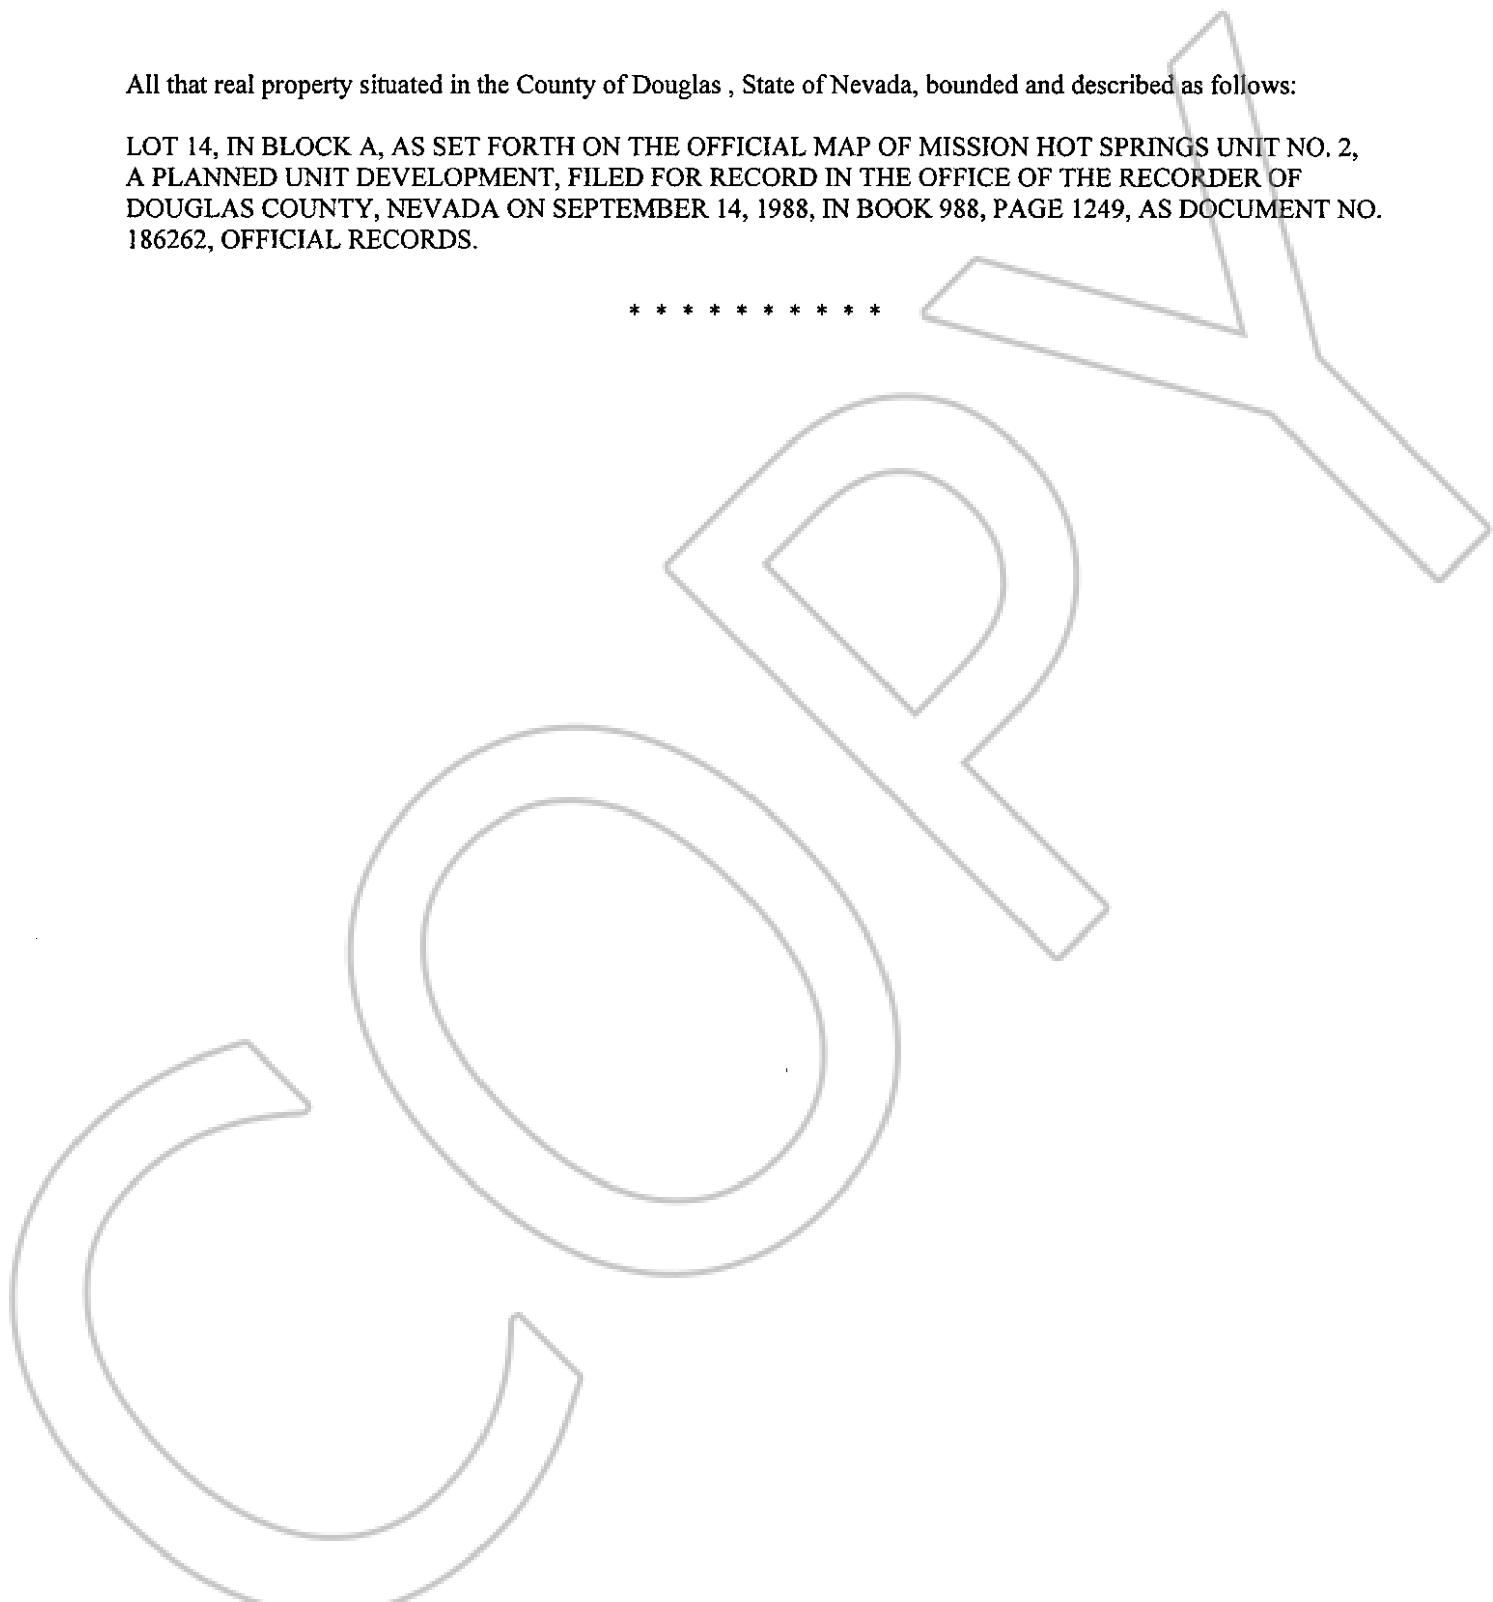 All that real property situated in the County of Douglas , State of Nevada, bounded and described as follows:
LOT 14, IN BLOCK A, AS SET FORTH ON THE OFFICIAL MAP OF MISSION HOT SPRINGS UNIT NO. 2,
A PLANNED UNIT DEVELOPMENT, FILED FOR RECORD IN THE OFFICE OF THE RECORDER OF
DOUGLAS COUNTY, NEVADA ON SEPTEMBER 14, 1988, IN BOOK 988, PAGE 1249, AS DOCUMENT NO.
186262, OFFICIAL RECORDS.
* * * * * * * * * *
COPY